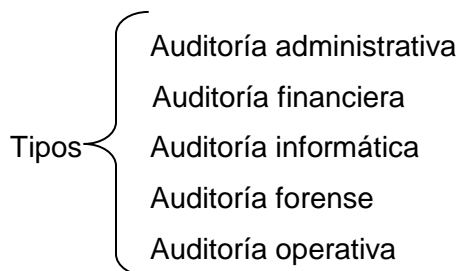 Auditoría administrativa
Auditoría financiera
Tipos Auditoría informática
Auditoría forense
Auditoría operativa